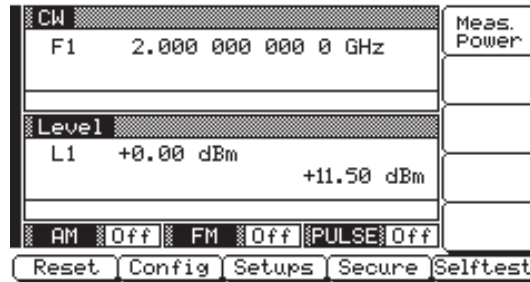 CW
Meas.
Power
F1 2.000 000 000 0 GHz
Level
L1 +0.00 dBm
+11.50 dBm
AM Off FM Off PULSE Off
Reset Config Setups Secure Selftest